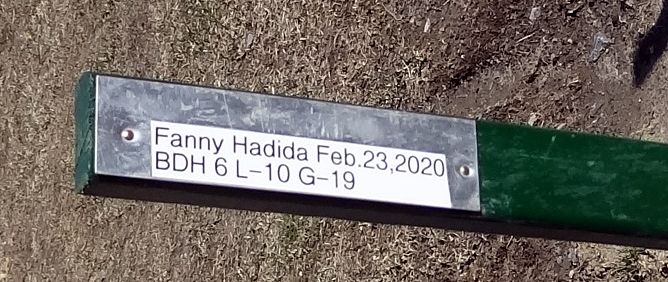 Fanny Hadida Feb.23,2020
BDH 6 L-10 G-19